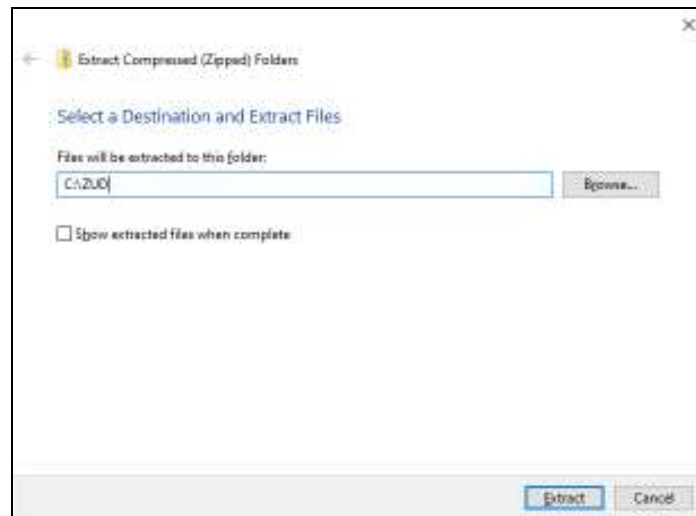 Extract Compressed (Zipped) Folders
Select a Destination and Extract Files
Files will be extracted to this folder:
C:\ZUD
Browse...
Show extracted files when complete
Extract
Cancel